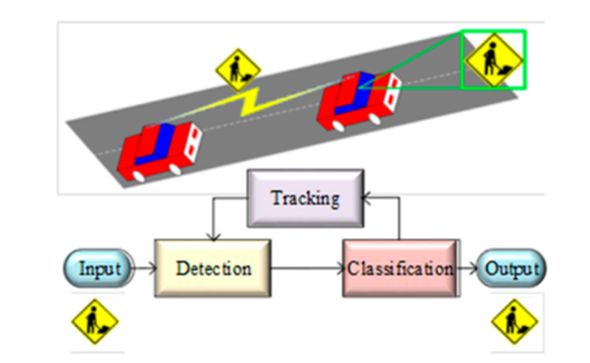 Tracking
Input
Detection
Classification
Output